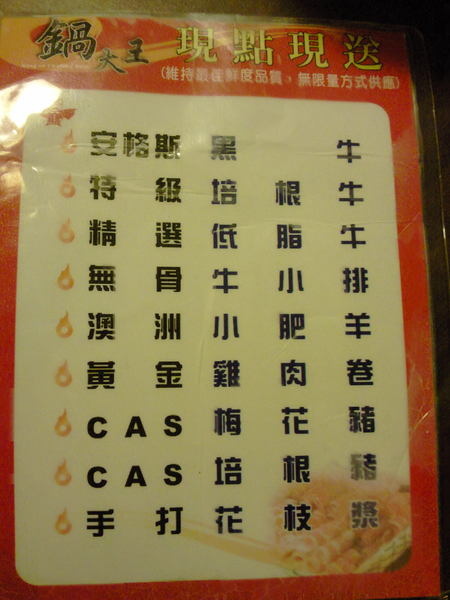 鍋大王 現點現送
(維持最佳鮮度品質，無限量方式供應)
安格斯黑牛
特級培根牛
精選低脂牛
無骨牛小排
澳洲小肥羊
黃金雞肉卷
CAS梅花豬
CAS培根豬
手打花枝漿